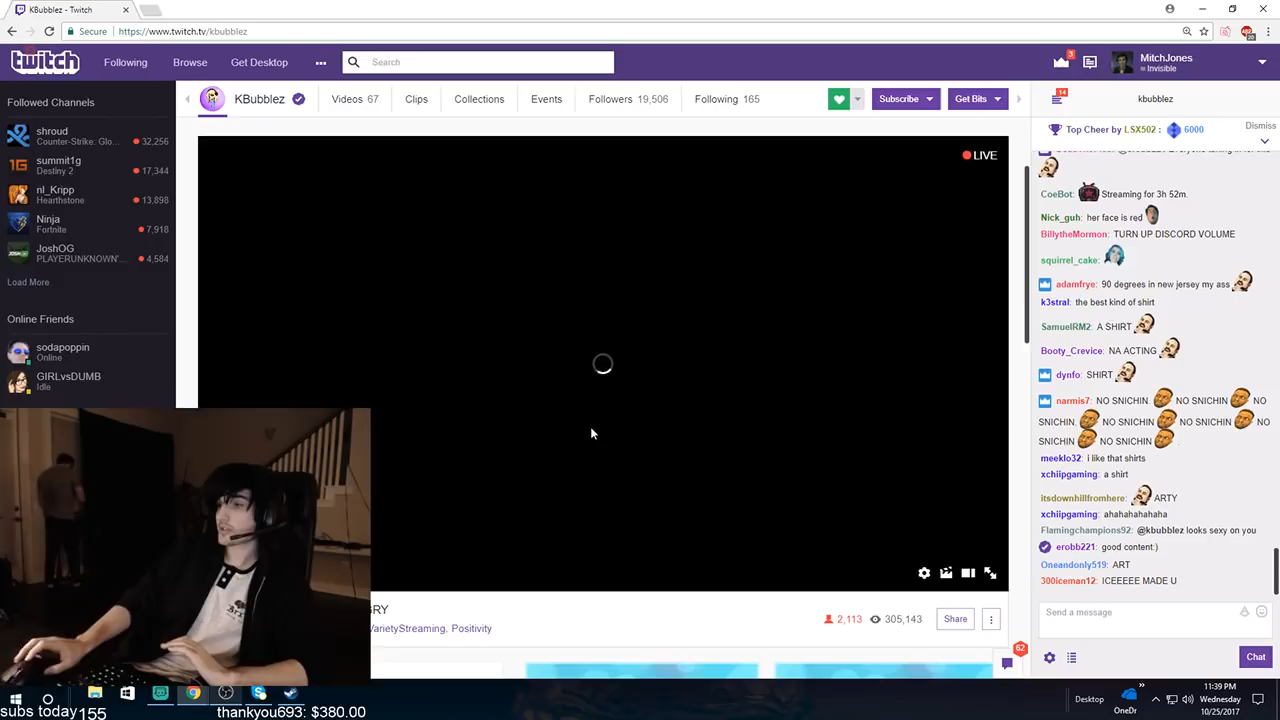 KBubblez - Twitch
Secure https://www.twitch.tv/kbubblez
twitch
Following
Browse
Get Desktop
Search
3
MitchJones
Invisible
Followed Channels
shroud
Counter-Strike: Glo... 32,256
summit1g
Destiny 2 17,344
nl_Kripp
Hearthstone 13,898
Ninja
Fortnite 7,918
JoshOG
PLAYERUNKNOWN'... 4,584
Load More
Online Friends
sodapoppin
Online
GIRLvsDUMB
Idle
KBubblez
Videos 67
Clips
Collections
Events
Followers 19,506
Following 165
Subscribe
Get Bits
LIVE
GRY
VarietyStreaming, Positivity
2,113
305,143
Share
62
14
kbubblez
Top Cheer by LSX502 : 6000
Dismiss
CoeBot: Streaming for 3h 52m.
Nick_guh: her face is red
BillytheMormon: TURN UP DISCORD VOLUME
squirrel_cake:
adamfrye: 90 degrees in new jersey my ass
k3stral: the best kind of shirt
SamuelRM2: A SHIRT
Booty_Crevice: NA ACTING
dynfo: SHIRT
narmis7: NO SNICHIN. NO SNICHIN NO
SNICHIN. NO SNICHIN NO SNICHIN NO
SNICHIN NO SNICHIN .
meeklo32: i like that shirts
xchiipgaming: a shirt
itsdownhillfromhere: ARTY
xchiipgaming: ahahahahahaha
Flamingchampions92: @kbubblez looks sexy on you
erobb221: good content:)
Oneandonly519: ART
300iceman12: ICEEEEE MADE U
Send a message
Chat
subs today 155
thankyou693: $380.00
Desktop
OneDr
11:39 PM
Wednesday
10/25/2017